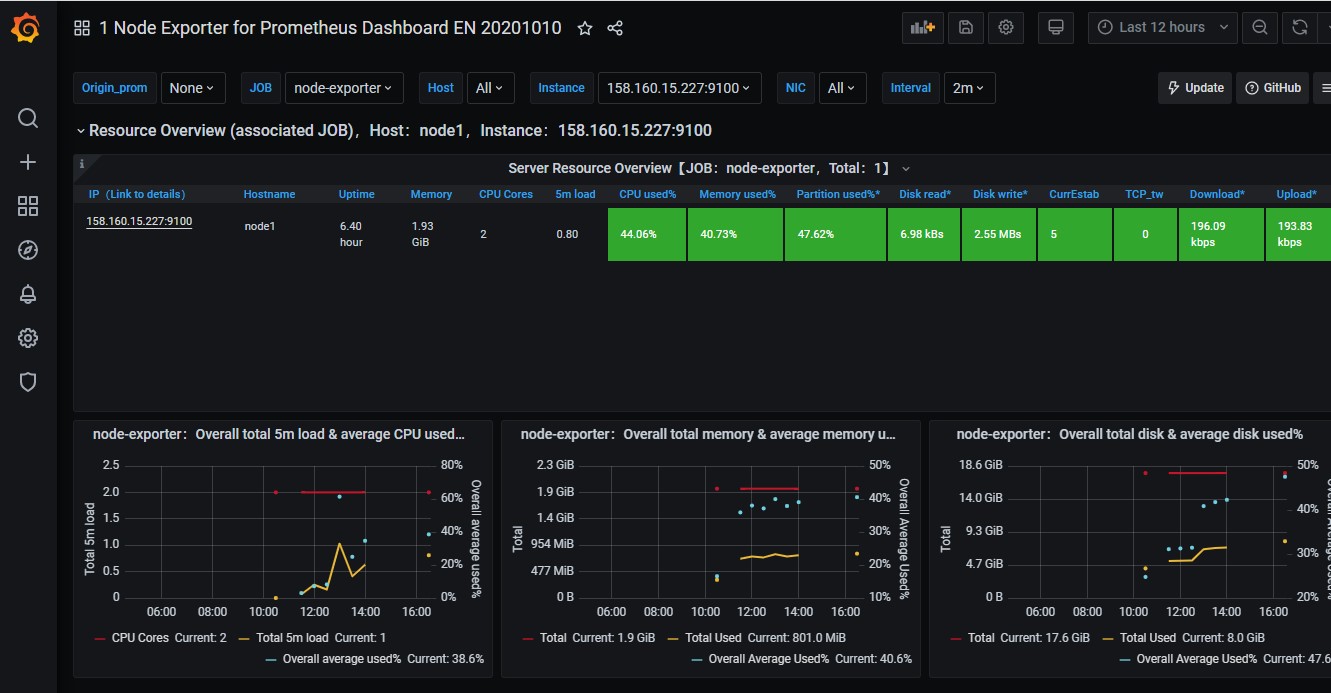 1 Node Exporter for Prometheus Dashboard EN 20201010 Last 12 hours
Origin_prom None JOB node-exporter Host All Instance 158.160.15.227:9100 NIC All Interval 2m Update GitHub
Resource Overview (associated JOB)，Host：node1，Instance：158.160.15.227:9100
i
Server Resource Overview【JOB：node-exporter，Total：1】
IP（Link to details） Hostname Uptime Memory CPU Cores 5m load CPU used% Memory used% Partition used%* Disk read* Disk write* CurrEstab TCP_tw Download* Upload*
158.160.15.227:9100 node1 6.40 hour 1.93 GiB 2 0.80 44.06% 40.73% 47.62% 6.98 kBs 2.55 MBs 5 0 196.09 kbps 193.83 kbps
node-exporter：Overall total 5m load & average CPU used...
2.5
2.0
1.5
1.0
0.5
0
Total 5m load
80%
60%
40%
20%
0%
Overall average used%
06:00 08:00 10:00 12:00 14:00 16:00
CPU Cores Current: 2 Total 5m load Current: 1
Overall average used% Current: 38.6%
node-exporter：Overall total memory & average memory u...
2.3 GiB
1.9 GiB
1.4 GiB
954 MiB
477 MiB
0 B
Total
50%
40%
30%
20%
10%
Overall Average Used%
06:00 08:00 10:00 12:00 14:00 16:00
Total Current: 1.9 GiB Total Used Current: 801.0 MiB
Overall Average Used% Current: 40.6%
node-exporter：Overall total disk & average disk used%
18.6 GiB
14.0 GiB
9.3 GiB
4.7 GiB
0 B
Total
50%
40%
30%
20%
06:00 08:00 10:00 12:00 14:00 16:00
Total Current: 17.6 GiB Total Used Current: 8.0 GiB
Overall Average Used% Current: 47.6